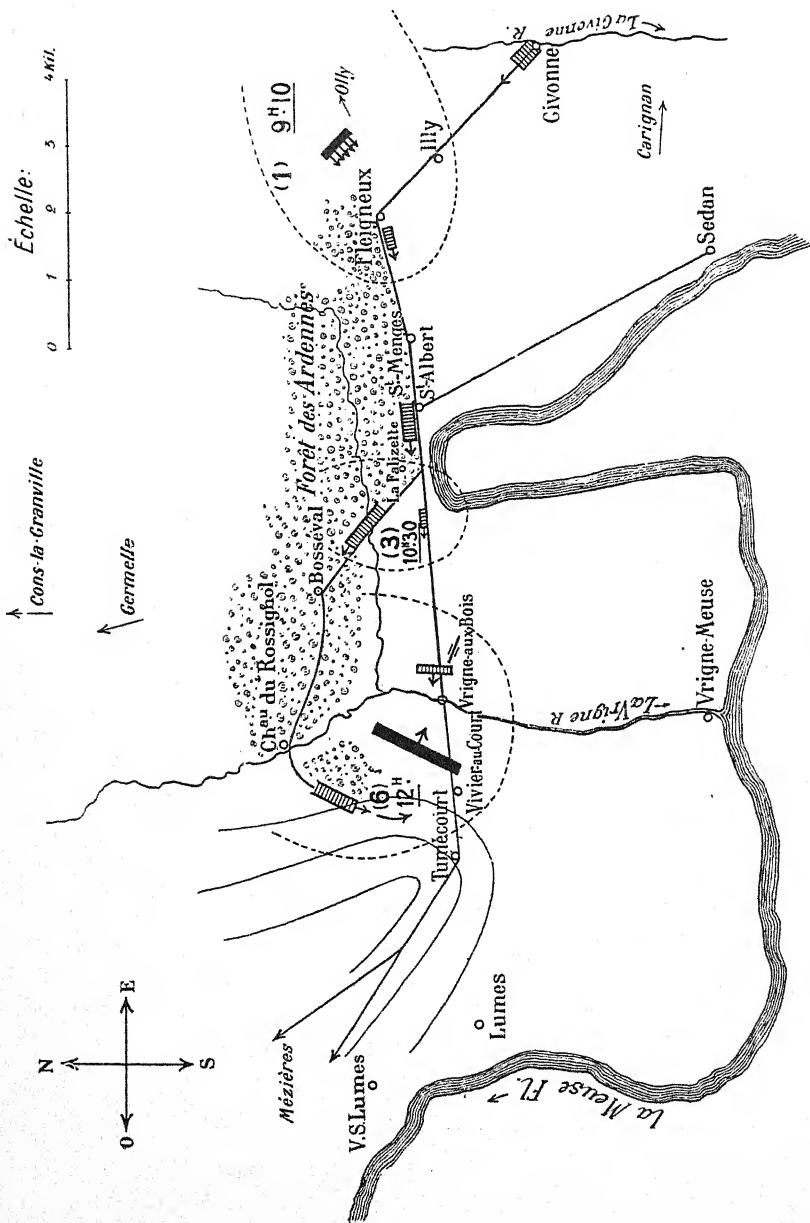 N
O
E
S
Cons-la-Granville
Germelle
Échelle:
0 1 2 3 4 Kil.
Mézières
Chau du Rossignol
Bosséval
Forêt des Ardennes
(1) 9H10
Olly
La Givonne
R.
Fleigneux
Illy
Givonne
St-Menges
St-Albert
La Falizette
(3)
10H30
(6)
12H
Vrigne-aux-Bois
Vivier-au-Court
Tumécourt
V.S.Lumes
Lumes
La Vrigne R
Vrigne-Meuse
Carignan
Sedan
La Meuse Fl.